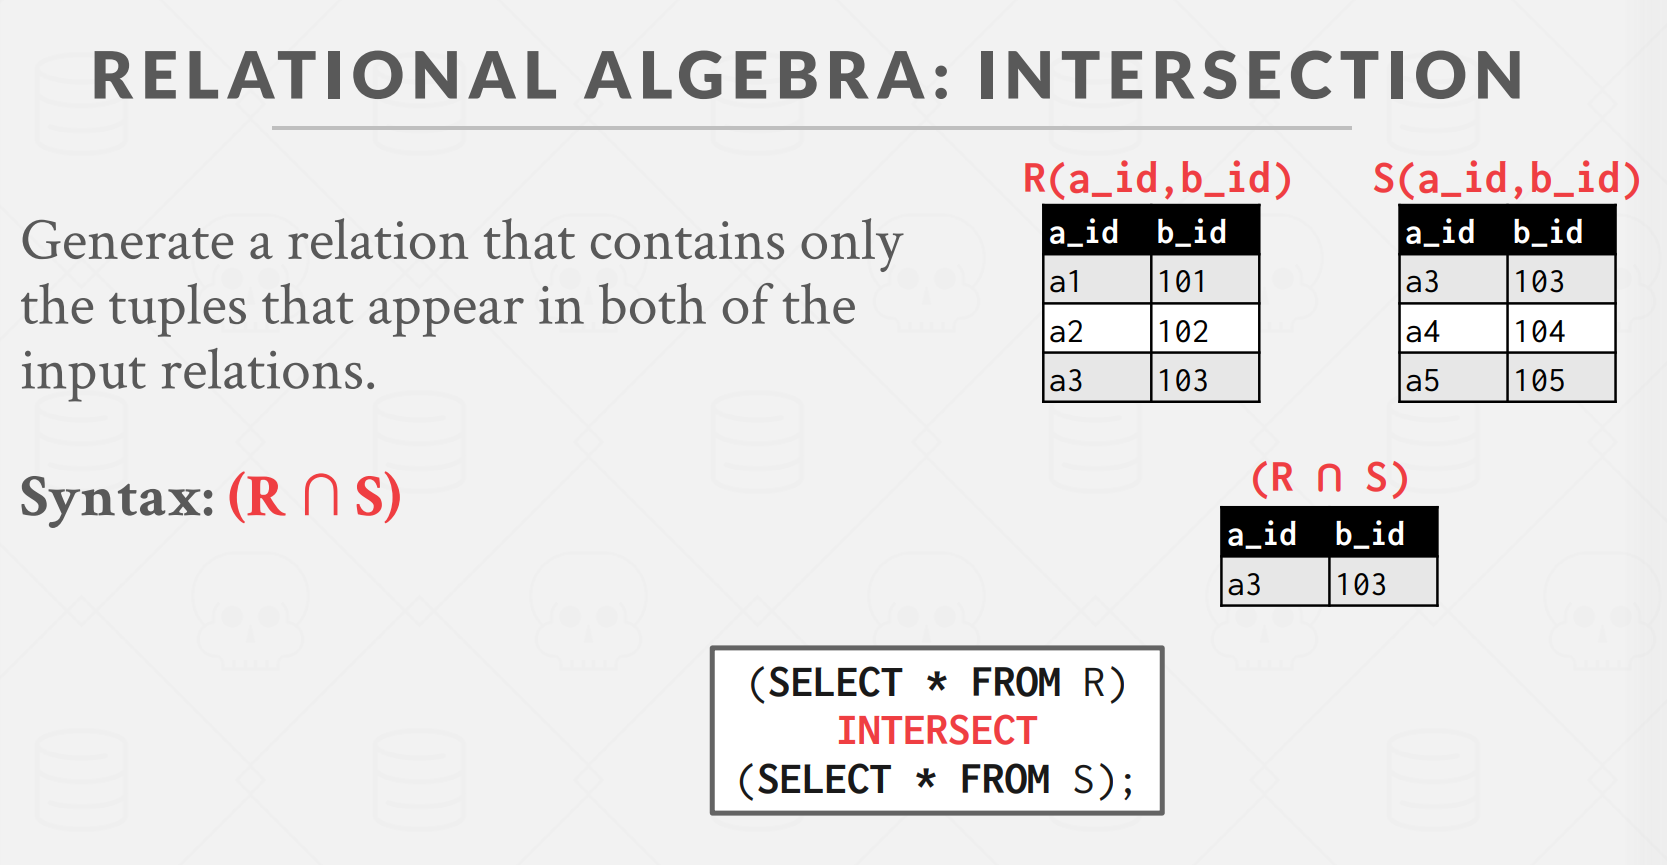 RELATIONAL ALGEBRA: INTERSECTION
Generate a relation that contains only
the tuples that appear in both of the
input relations.
Syntax: (R ∩ S)
R(a_id,b_id)
a_id b_id
a1 101
a2 102
a3 103
S(a_id,b_id)
a_id b_id
a3 103
a4 104
a5 105
(R ∩ S)
a_id b_id
a3 103
(SELECT * FROM R)
INTERSECT
(SELECT * FROM S);